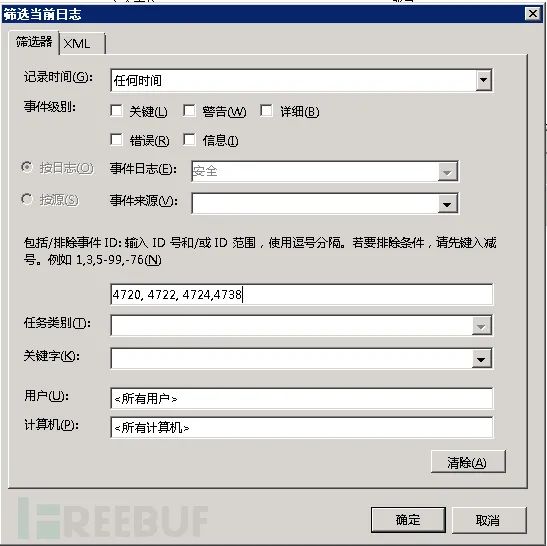 筛选当前日志
筛选器 XML
记录时间(G): 任何时间
事件级别: 关键(L) 警告(W) 详细(B)
错误(R) 信息(I)
按日志(O) 事件日志(E): 安全
按源(S) 事件来源(V):
包括/排除事件 ID: 输入 ID 号和/或 ID 范围，使用逗号分隔。若要排除条件，请先键入减
号。例如 1,3,5-99,-76(N)
4720, 4722, 4724,4738
任务类别(T):
关键字(K):
用户(U): <所有用户>
计算机(P): <所有计算机>
清除(A)
FREEBUF
确定 取消